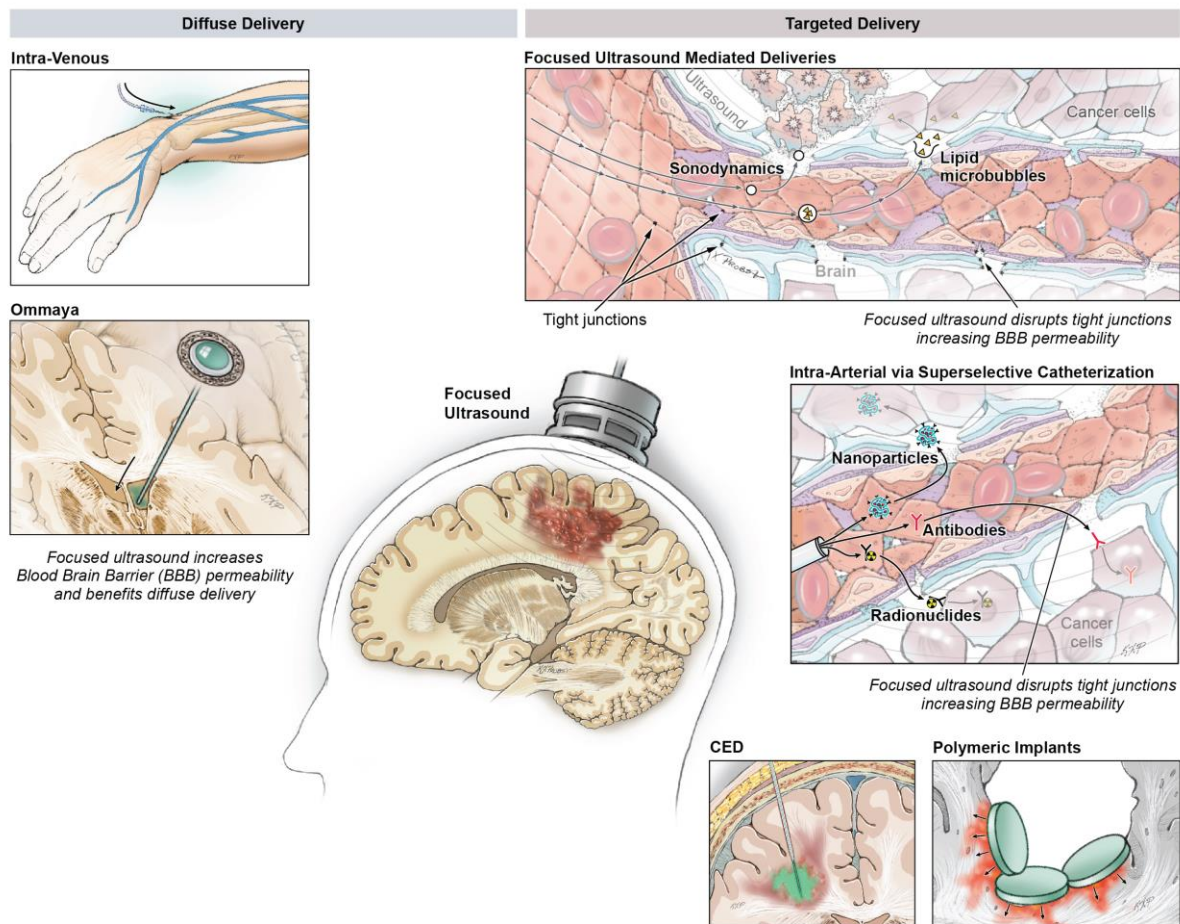 Diffuse Delivery
Targeted Delivery
Intra-Venous
Focused Ultrasound Mediated Deliveries
Ultrasound
Cancer cells
Sonodynamics
Lipid
microbubbles
Brain
Tight junctions
Focused ultrasound disrupts tight junctions
increasing BBB permeability
Ommaya
Focused ultrasound increases
Blood Brain Barrier (BBB) permeability
and benefits diffuse delivery
Focused
Ultrasound
Intra-Arterial via Superselective Catheterization
Nanoparticles
Antibodies
Radionuclides
Cancer
cells
Focused ultrasound disrupts tight junctions
increasing BBB permeability
CED
Polymeric Implants